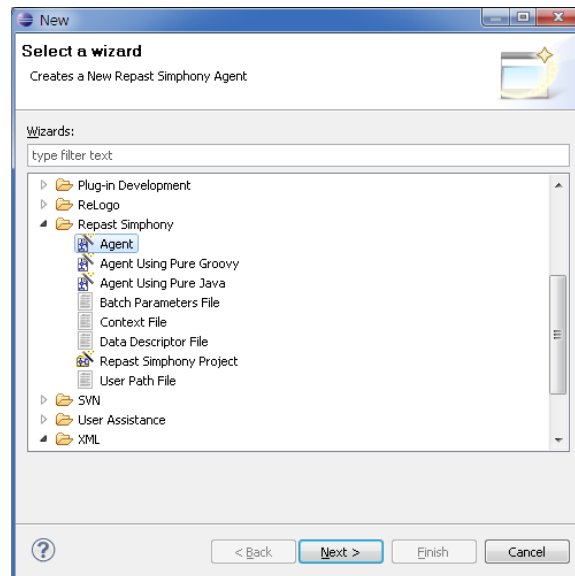 New
Select a wizard
Creates a New Repast Simphony Agent
Wizards:
type filter text
Plug-in Development
ReLogo
Repast Simphony
Agent
Agent Using Pure Groovy
Agent Using Pure Java
Batch Parameters File
Context File
Data Descriptor File
Repast Simphony Project
User Path File
SVN
User Assistance
XML
? < Back Next > Finish Cancel